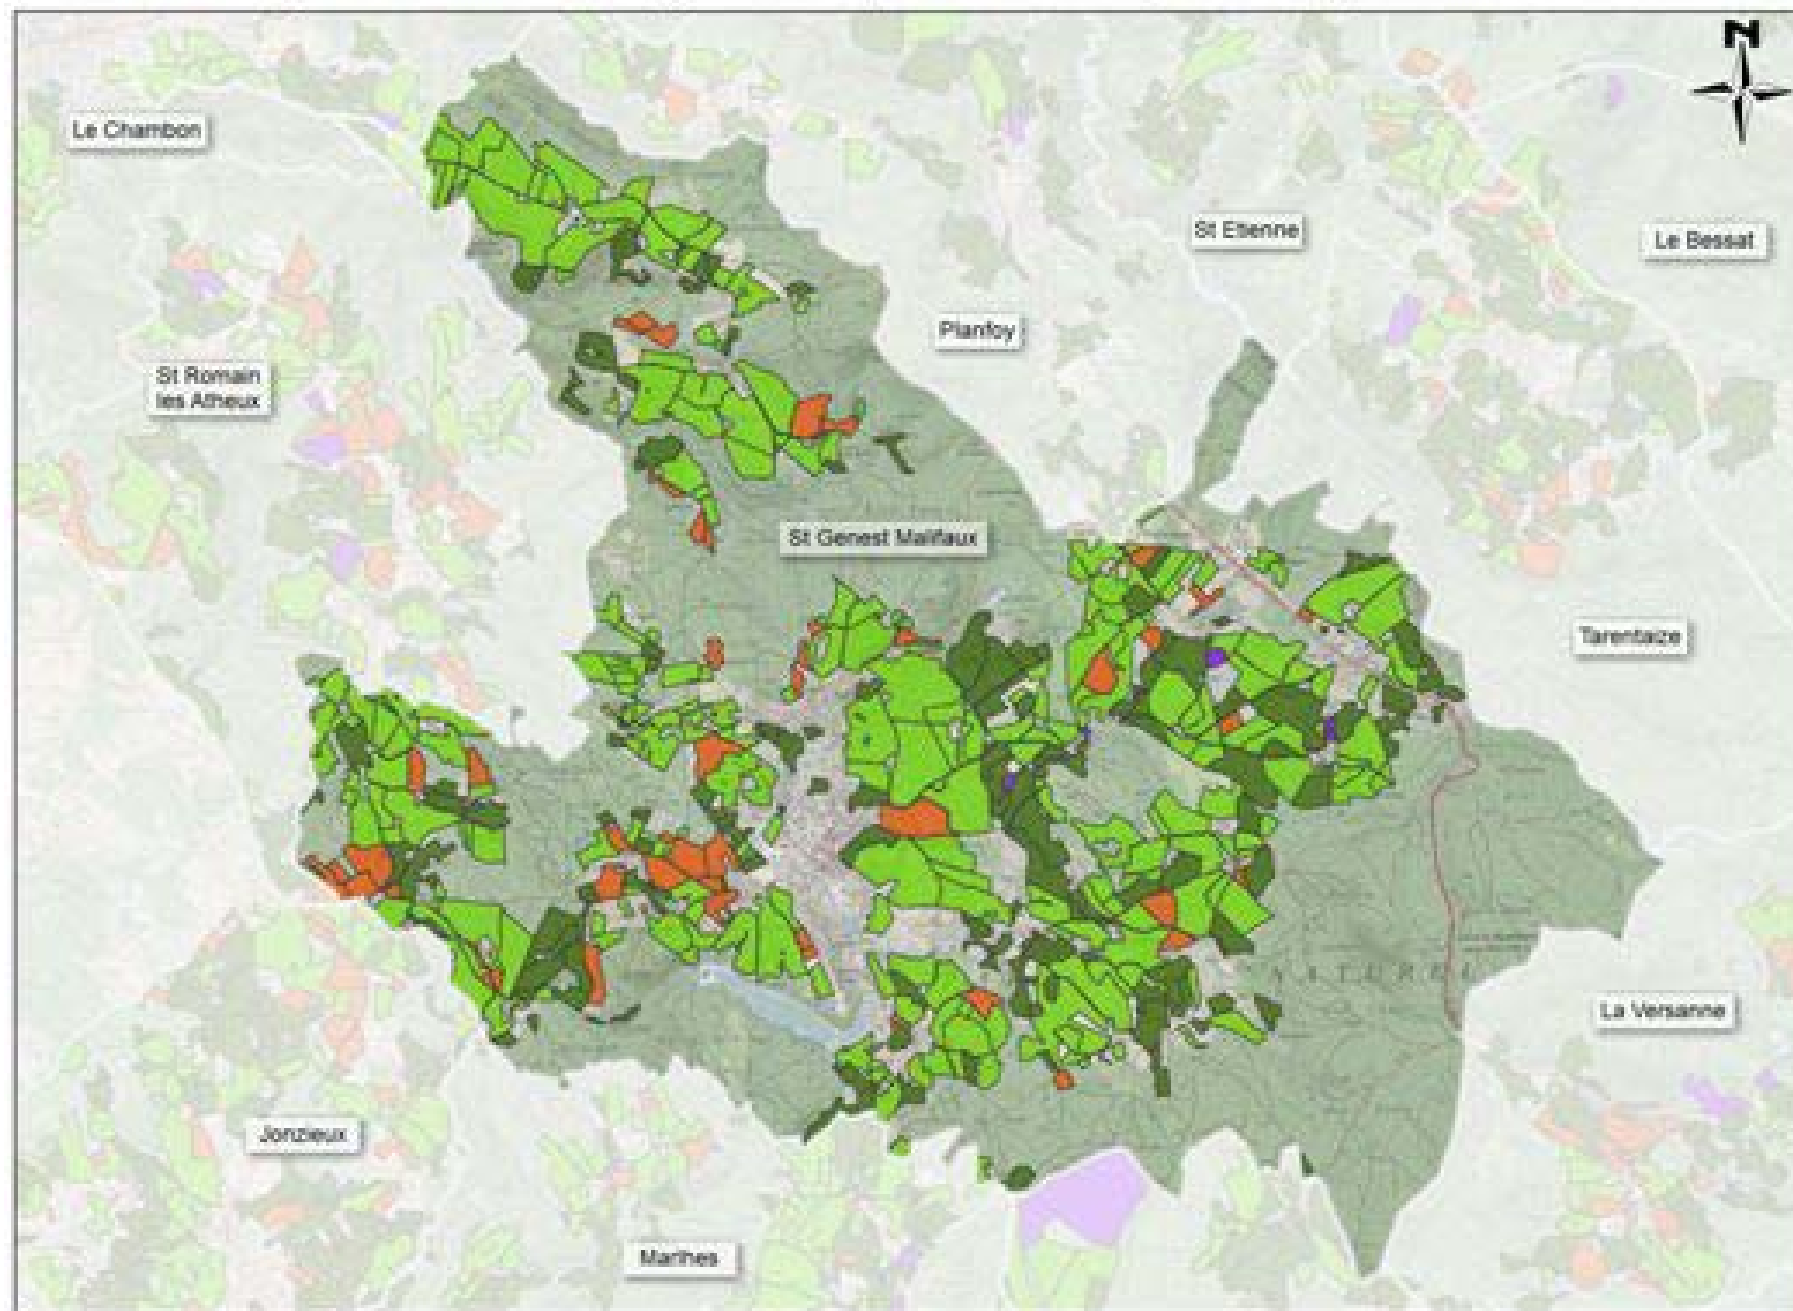 N
Le Chambon
St Etienne
Le Bessat
Planfoy
St Romain
les Atheux
St Genest Malifaux
Tarentaize
NATUREL
La Versanne
Jonzieux
Marlhes